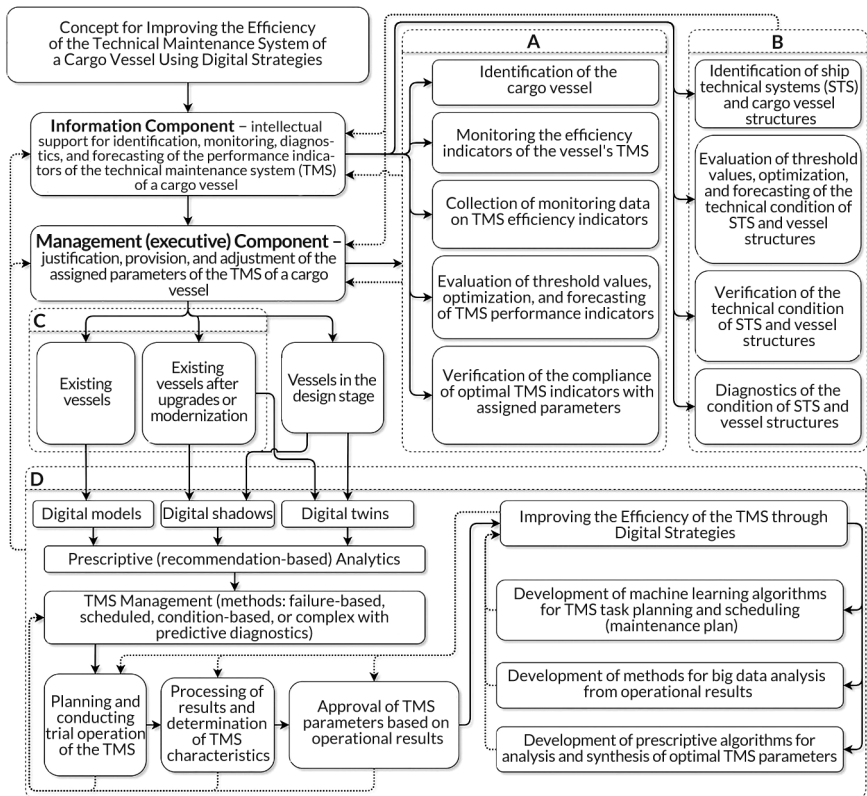 Concept for Improving the Efficiency
of the Technical Maintenance System of
a Cargo Vessel Using Digital Strategies
Information Component – intellectual
support for identification, monitoring, diagnos-
tics, and forecasting of the performance indica-
tors of the technical maintenance system (TMS)
of a cargo vessel
Management (executive) Component –
justification, provision, and adjustment of the
assigned parameters of the TMS of a cargo
vessel
A
Identification of the
cargo vessel
Monitoring the efficiency
indicators of the vessel's TMS
Collection of monitoring data
on TMS efficiency indicators
Evaluation of threshold values,
optimization, and forecasting
of TMS performance indicators
Verification of the compliance
of optimal TMS indicators with
assigned parameters
B
Identification of ship
technical systems (STS)
and cargo vessel
structures
Evaluation of threshold
values, optimization,
and forecasting of the
technical condition of
STS and vessel
structures
Verification of the
technical condition
of STS and vessel
structures
Diagnostics of the
condition of STS and
vessel structures
C
Existing
vessels
Existing
vessels after
upgrades or
modernization
Vessels in the
design stage
D
Digital models
Digital shadows
Digital twins
Prescriptive (recommendation-based) Analytics
TMS Management (methods: failure-based,
scheduled, condition-based, or complex with
predictive diagnostics)
Planning and
conducting
trial operation
of the TMS
Processing of
results and
determination
of TMS
characteristics
Approval of TMS
parameters based on
operational results
Improving the Efficiency of the TMS through
Digital Strategies
Development of machine learning algorithms
for TMS task planning and scheduling
(maintenance plan)
Development of methods for big data analysis
from operational results
Development of prescriptive algorithms for
analysis and synthesis of optimal TMS parameters